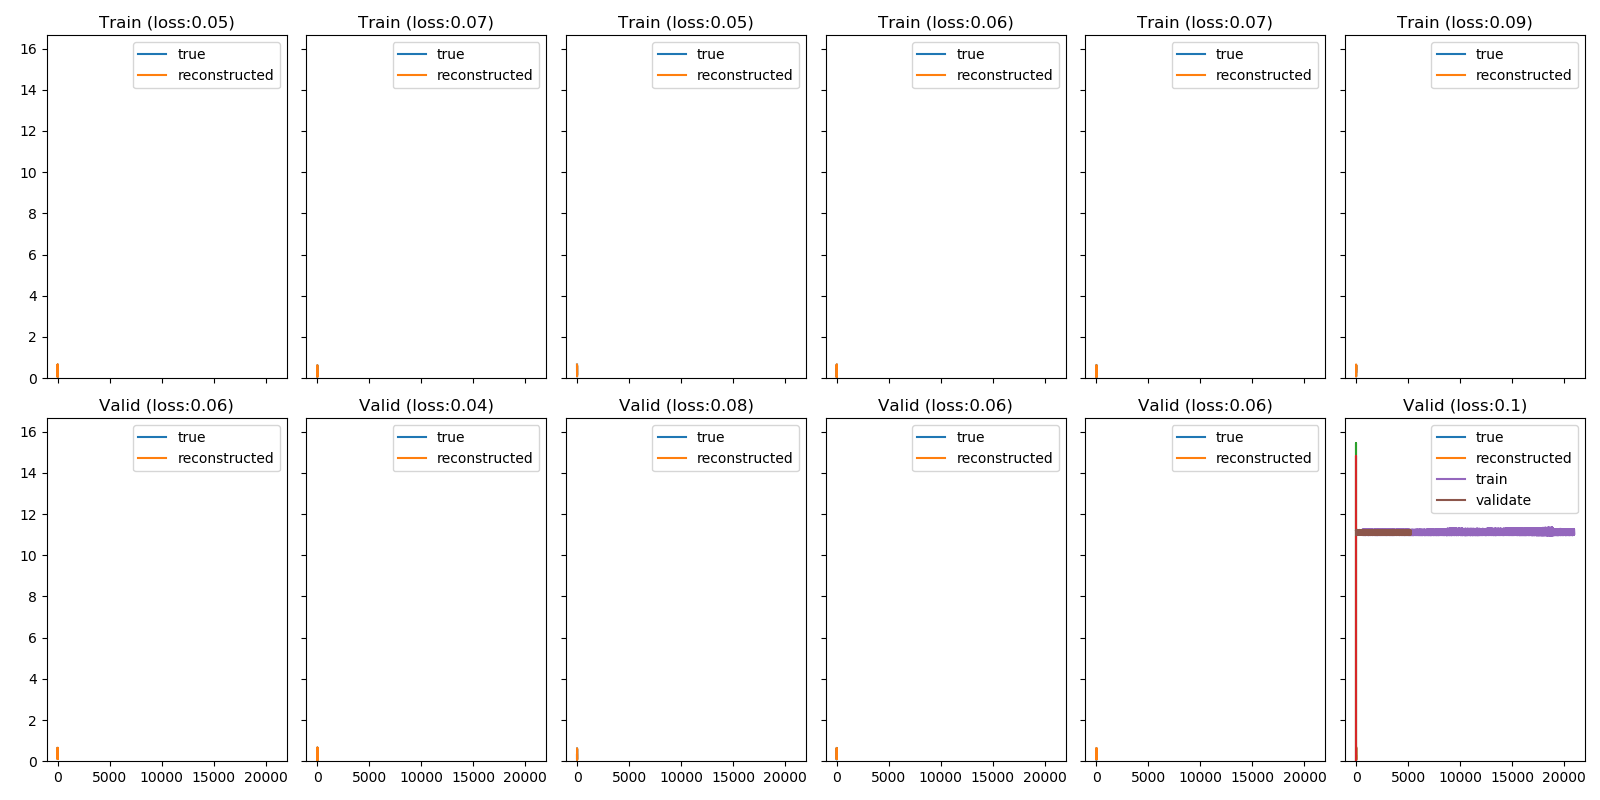 Train (loss:0.05)
Train (loss:0.07)
Train (loss:0.05)
Train (loss:0.06)
Train (loss:0.07)
Train (loss:0.09)
16
14
12
10
8
6
4
2
0
true
reconstructed
true
reconstructed
true
reconstructed
true
reconstructed
true
reconstructed
true
reconstructed
Valid (loss:0.06)
Valid (loss:0.04)
Valid (loss:0.08)
Valid (loss:0.06)
Valid (loss:0.06)
Valid (loss:0.1)
16
14
12
10
8
6
4
2
0
true
reconstructed
true
reconstructed
true
reconstructed
true
reconstructed
true
reconstructed
true
reconstructed
train
validate
0 5000 10000 15000 20000
0 5000 10000 15000 20000
0 5000 10000 15000 20000
0 5000 10000 15000 20000
0 5000 10000 15000 20000
0 5000 10000 15000 20000